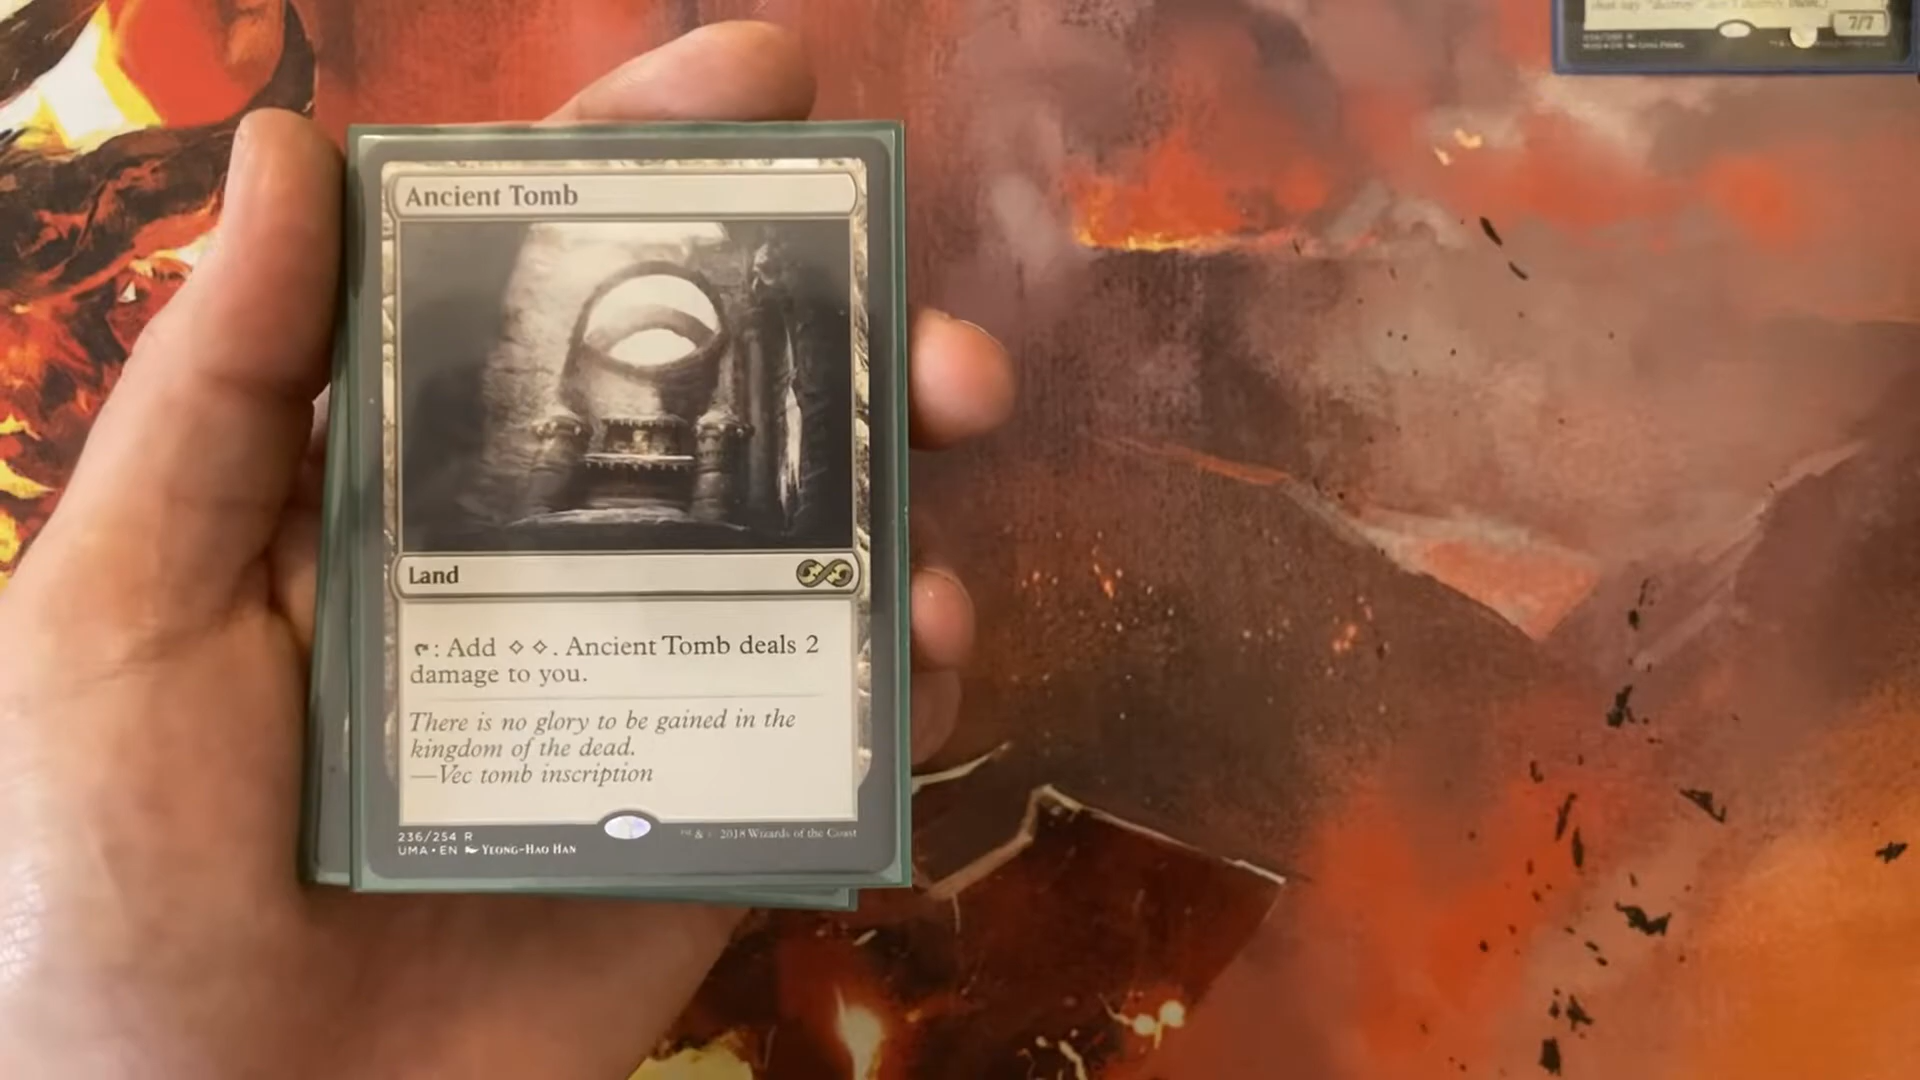 7/7
Ancient Tomb
Land
: Add . Ancient Tomb deals 2
damage to you.
There is no glory to be gained in the
kingdom of the dead.
—Vec tomb inscription
236/254 R
™ & © 2018 Wizards of the Coast
UMA • EN Yeong-Hao Han